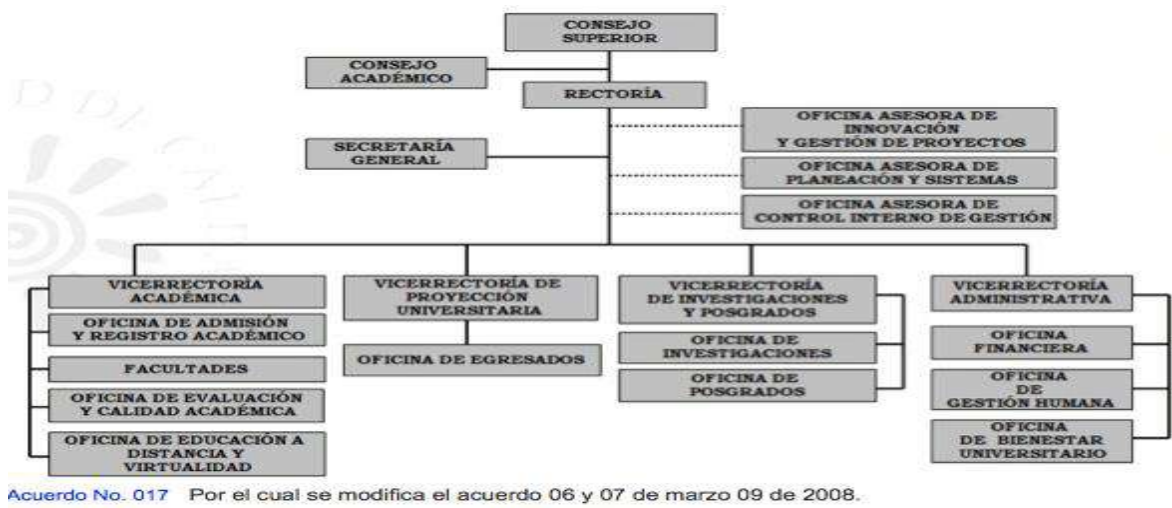 CONSEJO
SUPERIOR
CONSEJO
ACADÉMICO
RECTORÍA
SECRETARÍA
GENERAL
OFICINA ASESORA DE
INNOVACIÓN
Y GESTIÓN DE PROYECTOS
OFICINA ASESORA DE
PLANEACIÓN Y SISTEMAS
OFICINA ASESORA DE
CONTROL INTERNO DE GESTIÓN
VICERRECTORÍA
ACADÉMICA
OFICINA DE ADMISIÓN
Y REGISTRO ACADÉMICO
FACULTADES
OFICINA DE EVALUACIÓN
Y CALIDAD ACADÉMICA
OFICINA DE EDUCACIÓN A
DISTANCIA Y
VIRTUALIDAD
VICERRECTORÍA DE
PROYECCIÓN
UNIVERSITARIA
OFICINA DE EGRESADOS
VICERRECTORÍA
DE INVESTIGACIONES
Y POSGRADOS
OFICINA DE
INVESTIGACIONES
OFICINA DE
POSGRADOS
VICERRECTORÍA
ADMINISTRATIVA
OFICINA
FINANCIERA
OFICINA
DE
GESTIÓN HUMANA
OFICINA
DE BIENESTAR
UNIVERSITARIO
Acuerdo No. 017 Por el cual se modifica el acuerdo 06 y 07 de marzo 09 de 2008.